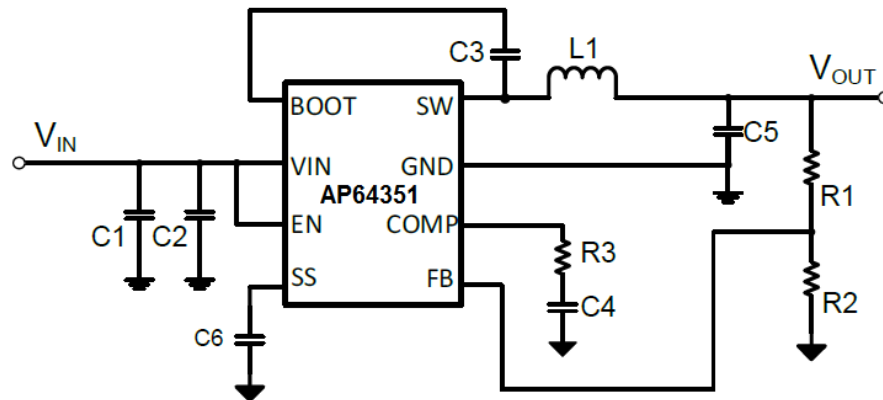 C3
L1
VOUT
BOOT
SW
VIN
C5
VIN
GND
AP64351
R1
C1
C2
EN
COMP
R3
SS
FB
C4
R2
C6